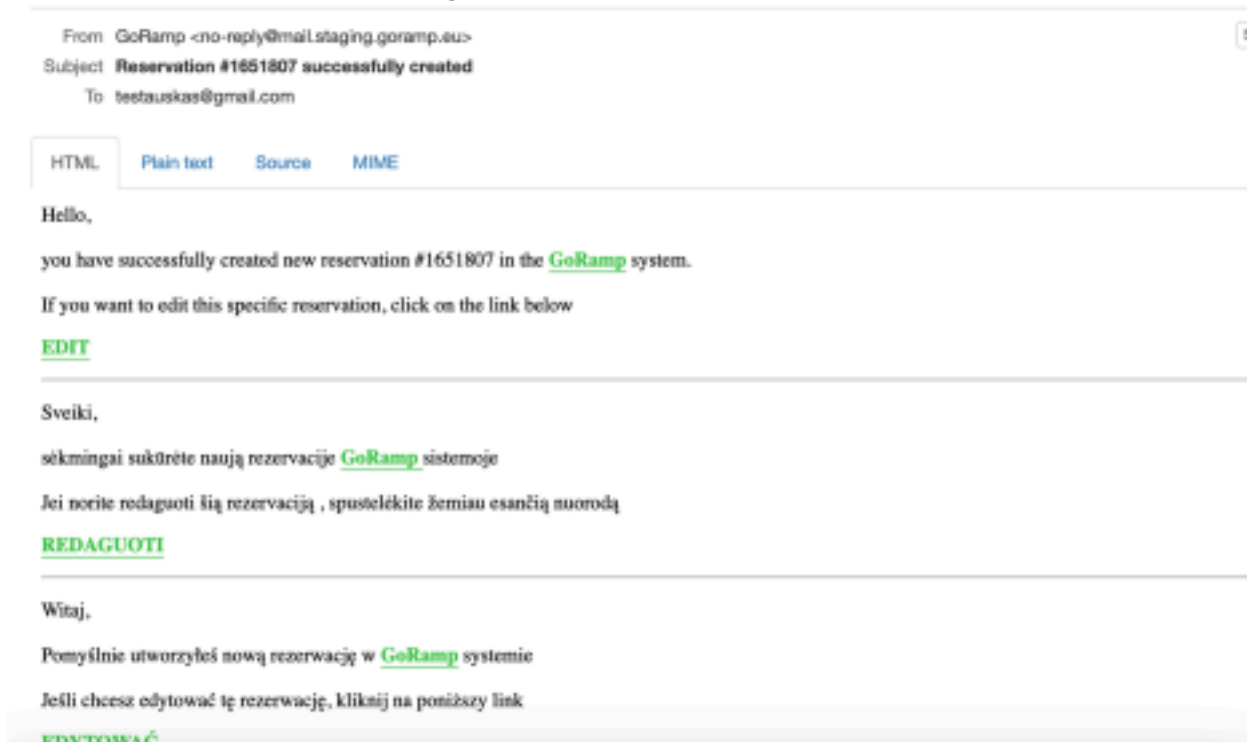 From GoRamp <no-reply@mail.staging.goramp.eu>
Subject Reservation #1651807 successfully created
To testauskas@gmail.com
HTML Plain text Source MIME
Hello,
you have successfully created new reservation #1651807 in the GoRamp system.
If you want to edit this specific reservation, click on the link below
EDIT
Sveiki,
sėkmingai sukūrėte naują rezervacije GoRamp sistemoje
Jei norite redaguoti šią rezervaciją , spustelėkite žemiau esančią nuorodą
REDAGUOTI
Witaj,
Pomyślnie utworzyłeś nową rezerwację w GoRamp systemie
Jeśli chcesz edytować tę rezerwację, kliknij na poniższy link
EDYTOWAĆ